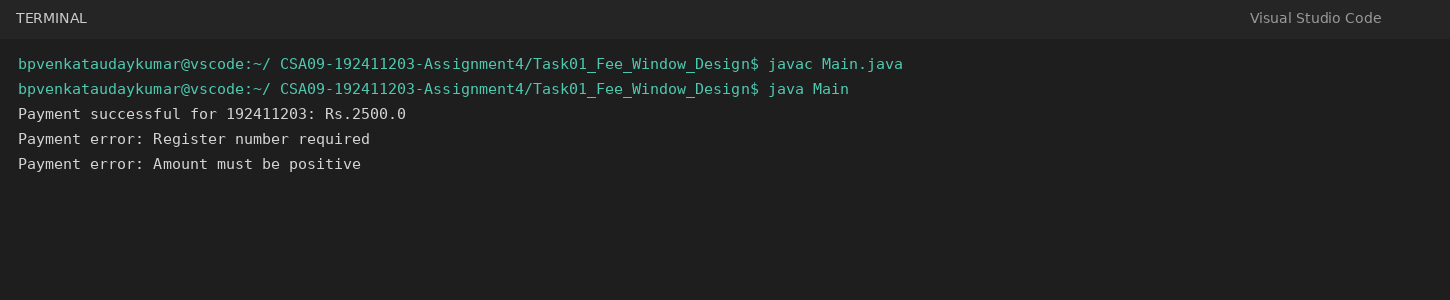 TERMINAL
Visual Studio Code
bpvenkataudaykumar@vscode:~/ CSA09-192411203-Assignment4/Task01_Fee_Window_Design$ javac Main.java
bpvenkataudaykumar@vscode:~/ CSA09-192411203-Assignment4/Task01_Fee_Window_Design$ java Main
Payment successful for 192411203: Rs.2500.0
Payment error: Register number required
Payment error: Amount must be positive